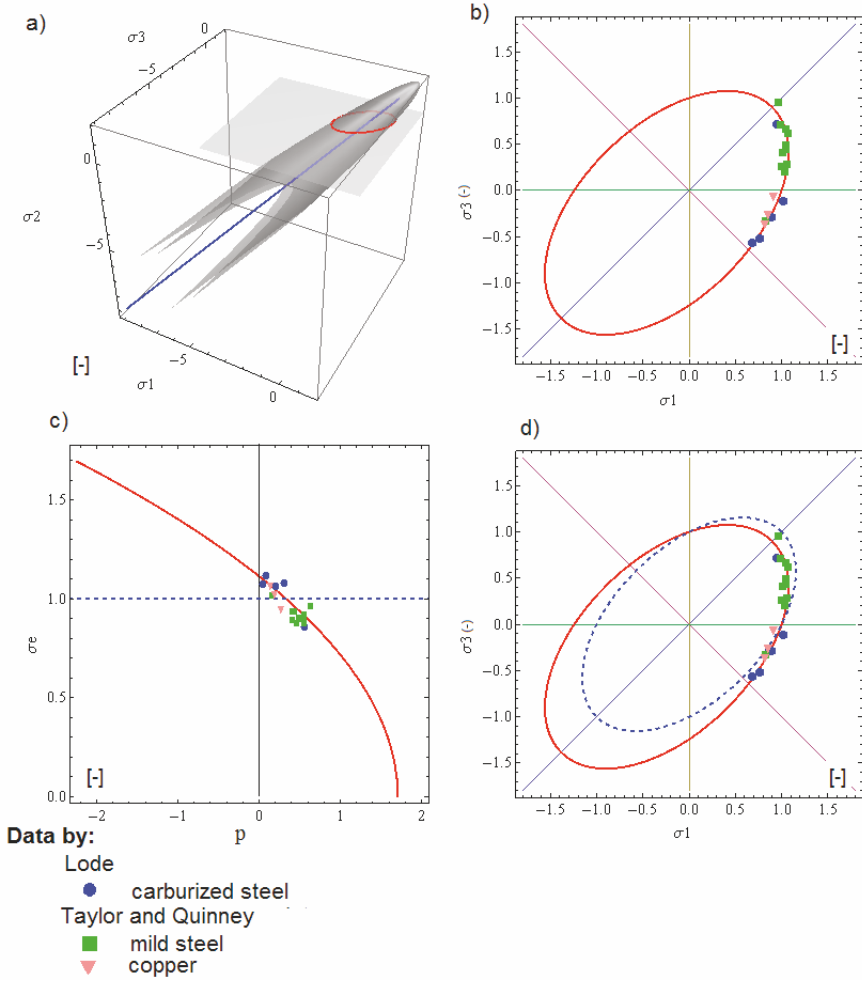 a)
σ3
0
−5
−5
0
σ2
−5
[-]
−5
σ1
0
b)
1.5
1.0
0.5
0.0
−0.5
−1.0
−1.5
σ3 (-)
[-]
−1.5 −1.0 −0.5 0.0 0.5 1.0 1.5
σ1
c)
1.5
1.0
0.5
0.0
σe
[-]
−2 −1 0 1 2
p
d)
1.5
1.0
0.5
0.0
−0.5
−1.0
−1.5
σ3 (-)
[-]
−1.5 −1.0 −0.5 0.0 0.5 1.0 1.5
σ1
Data by:
Lode
carburized steel
Taylor and Quinney
mild steel
copper